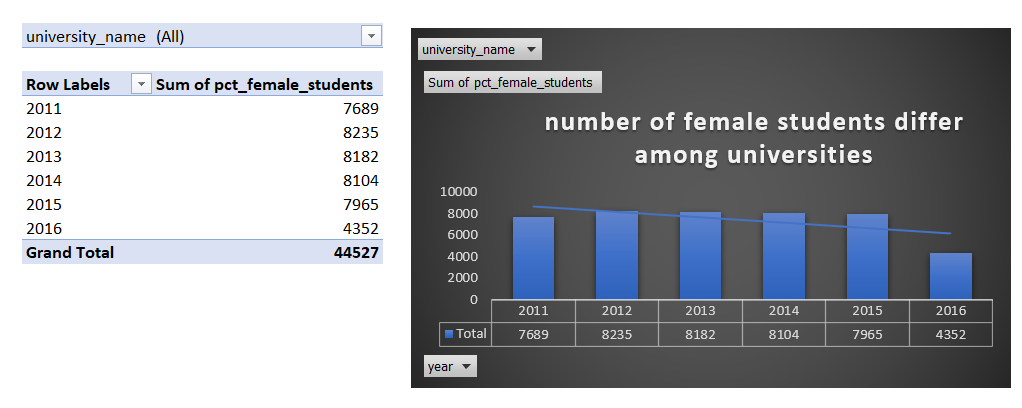 university_name (All)
Row Labels Sum of pct_female_students
2011 7689
2012 8235
2013 8182
2014 8104
2015 7965
2016 4352
Grand Total 44527
university_name
Sum of pct_female_students
number of female students differ
among universities
10000
8000
6000
4000
2000
0
2011 2012 2013 2014 2015 2016
Total 7689 8235 8182 8104 7965 4352
year